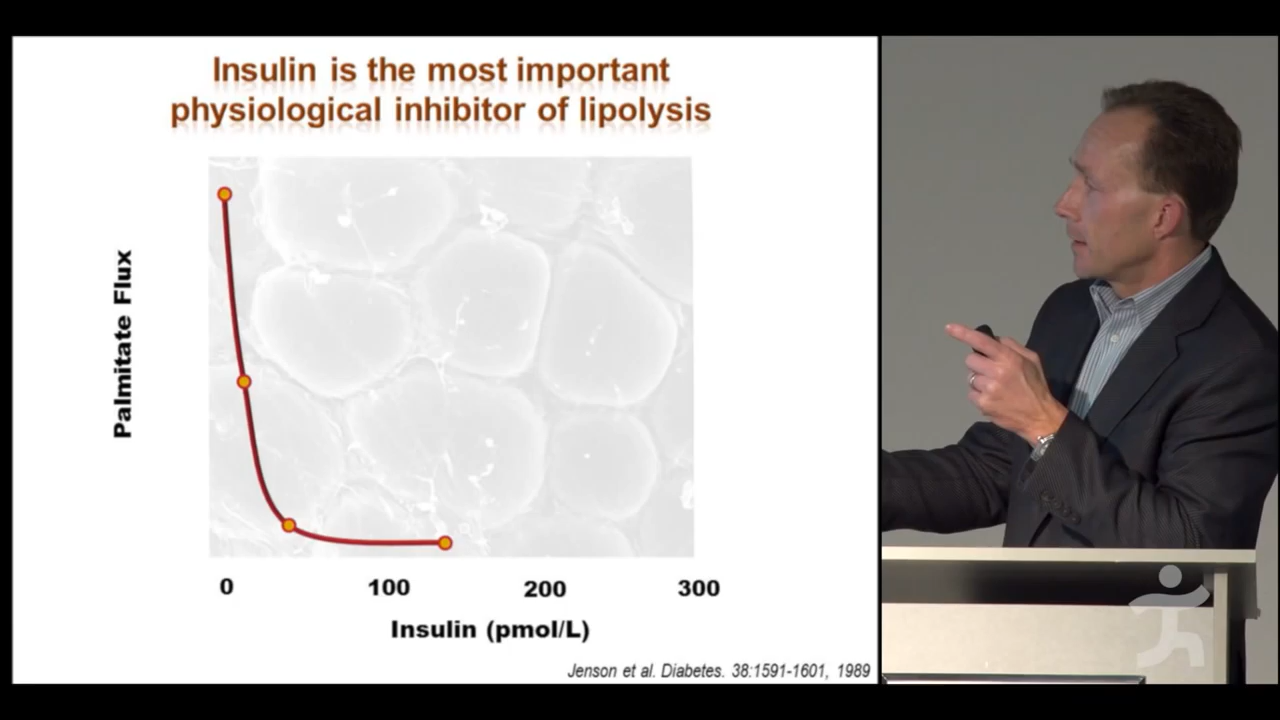 Insulin is the most important
physiological inhibitor of lipolysis
Palmitate Flux
0 100 200 300
Insulin (pmol/L)
Jenson et al. Diabetes. 38:1591-1601, 1989